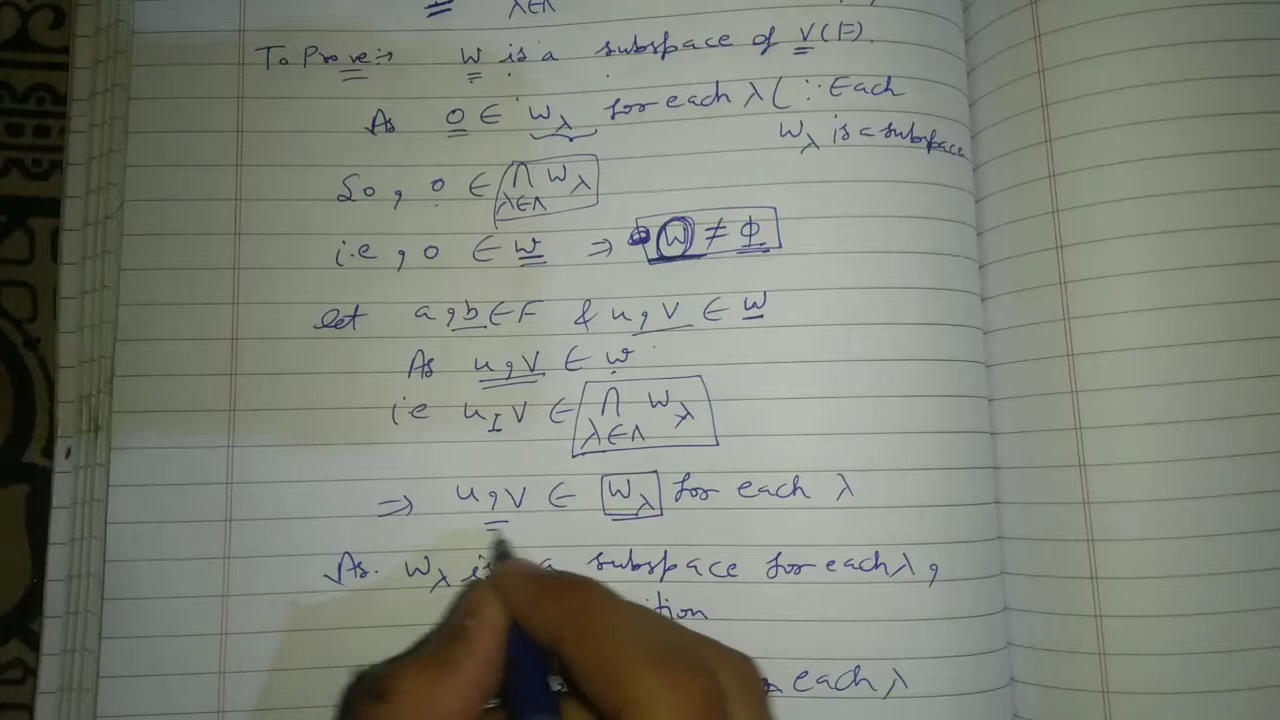 λ∈Λ
To Prove:→ W is a subspace of V(F).
As 0 ∈ Wλ for each λ (∵ Each
Wλ is a subspace
So, 0 ∈ ∩ Wλ
λ∈Λ
i.e, 0 ∈ W ⇒ W ≠ Φ
let a, b ∈ F & u, v ∈ W
As u, v ∈ W
i.e u, v ∈ ∩ Wλ
λ∈Λ
⇒ u, v ∈ Wλ for each λ
As. Wλ is a subspace for each λ,
each λ